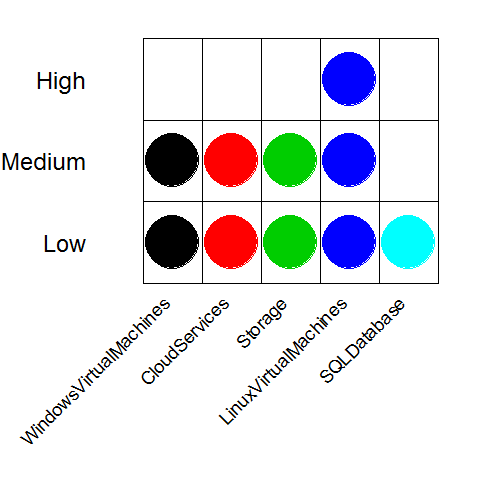 High
Medium
Low
WindowsVirtualMachines
CloudServices
Storage
LinuxVirtualMachines
SQLDatabase